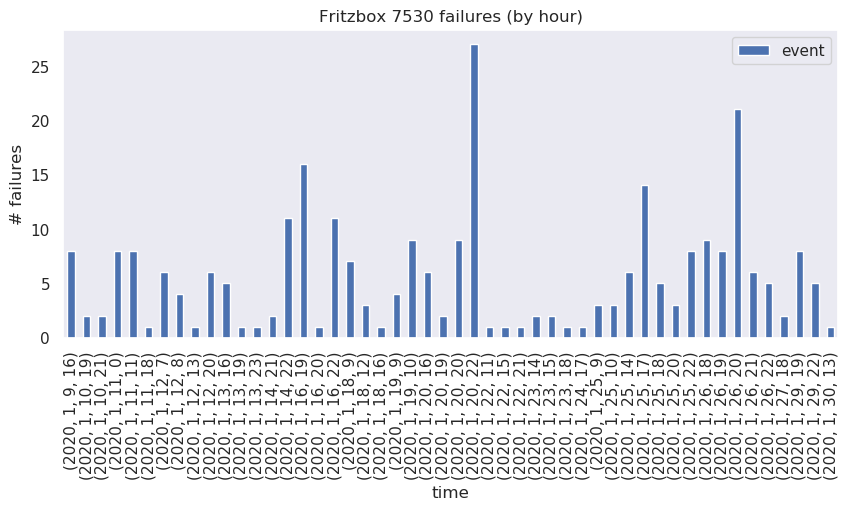 Fritzbox 7530 failures (by hour)
event
# failures
25
20
15
10
5
0
(2020, 1, 9, 16)
(2020, 1, 10, 19)
(2020, 1, 10, 21)
(2020, 1, 11, 0)
(2020, 1, 11, 11)
(2020, 1, 11, 18)
(2020, 1, 12, 7)
(2020, 1, 12, 8)
(2020, 1, 12, 13)
(2020, 1, 12, 20)
(2020, 1, 13, 16)
(2020, 1, 13, 19)
(2020, 1, 13, 23)
(2020, 1, 14, 21)
(2020, 1, 14, 22)
(2020, 1, 16, 19)
(2020, 1, 16, 20)
(2020, 1, 16, 22)
(2020, 1, 18, 9)
(2020, 1, 18, 12)
(2020, 1, 18, 16)
(2020, 1, 19, 9)
(2020, 1, 19, 10)
(2020, 1, 20, 16)
(2020, 1, 20, 19)
(2020, 1, 20, 20)
(2020, 1, 20, 22)
(2020, 1, 22, 11)
(2020, 1, 22, 15)
(2020, 1, 22, 21)
(2020, 1, 23, 14)
(2020, 1, 23, 15)
(2020, 1, 23, 18)
(2020, 1, 24, 17)
(2020, 1, 25, 9)
(2020, 1, 25, 10)
(2020, 1, 25, 14)
(2020, 1, 25, 17)
(2020, 1, 25, 18)
(2020, 1, 25, 20)
(2020, 1, 25, 22)
(2020, 1, 26, 18)
(2020, 1, 26, 19)
(2020, 1, 26, 20)
(2020, 1, 26, 21)
(2020, 1, 26, 22)
(2020, 1, 27, 18)
(2020, 1, 29, 19)
(2020, 1, 29, 22)
(2020, 1, 30, 13)
time